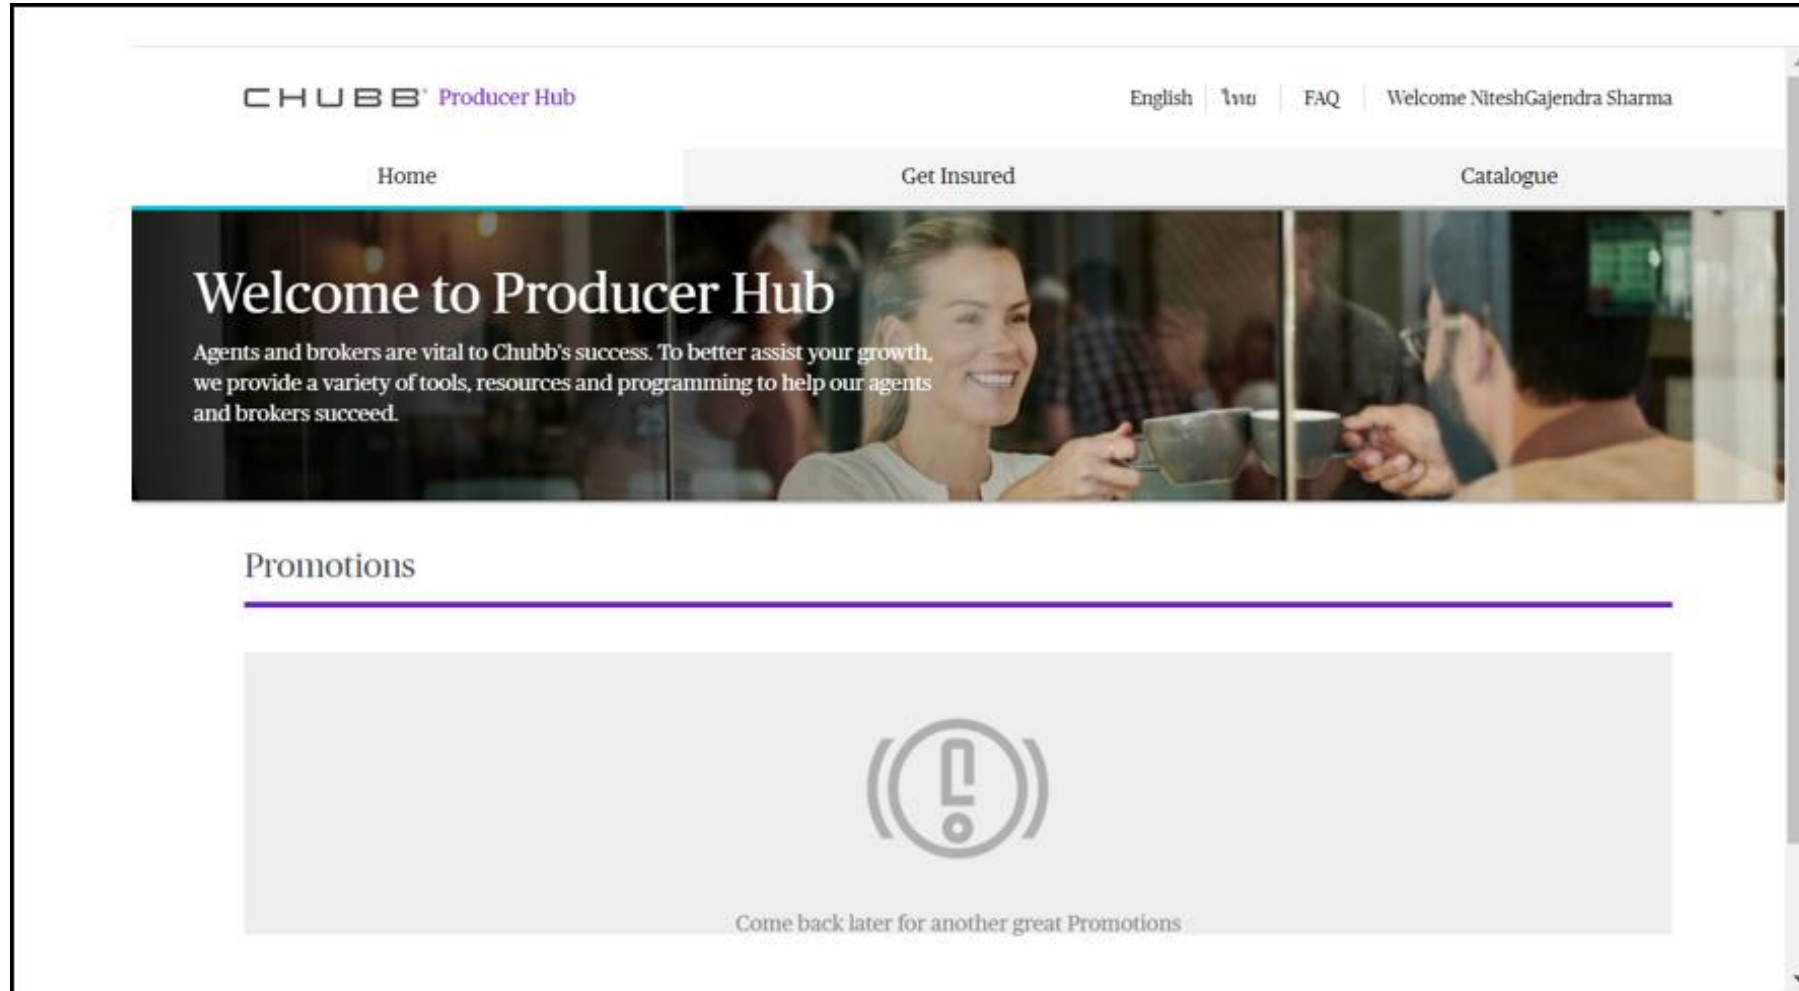 CHUBB® Producer Hub
English ไทย FAQ Welcome NiteshGajendra Sharma
Home Get Insured Catalogue
Welcome to Producer Hub
Agents and brokers are vital to Chubb's success. To better assist your growth,
we provide a variety of tools, resources and programming to help our agents
and brokers succeed.
Promotions
Come back later for another great Promotions